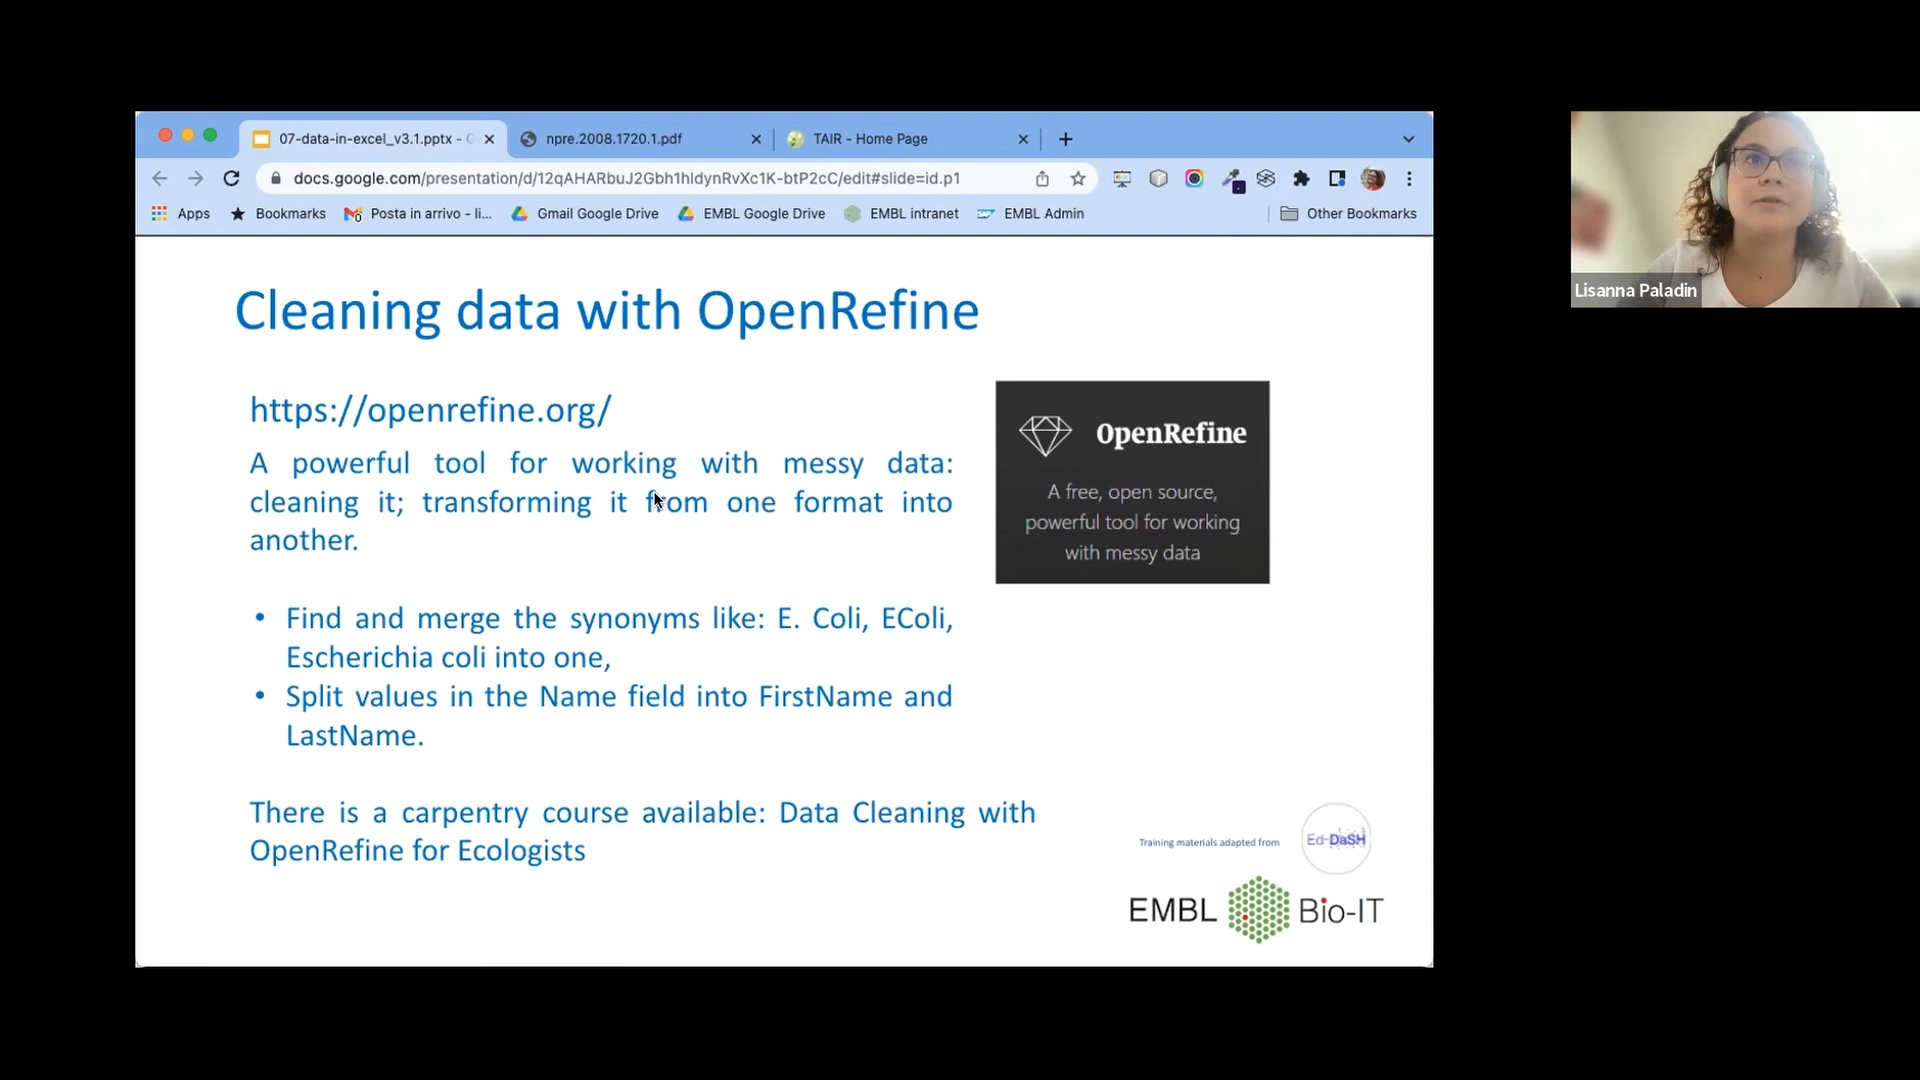 07-data-in-excel_v3.1.pptx - G
npre.2008.1720.1.pdf
TAIR - Home Page
docs.google.com/presentation/d/12qAHARbuJ2Gbh1hldynRvXc1K-btP2cC/edit#slide=id.p1
Apps
Bookmarks
Posta in arrivo - li...
Gmail Google Drive
EMBL Google Drive
EMBL intranet
EMBL Admin
Other Bookmarks
Lisanna Paladin
Cleaning data with OpenRefine
https://openrefine.org/
A powerful tool for working with messy data:
cleaning it; transforming it from one format into
another.
• Find and merge the synonyms like: E. Coli, EColi,
Escherichia coli into one,
• Split values in the Name field into FirstName and
LastName.
There is a carpentry course available: Data Cleaning with
OpenRefine for Ecologists
OpenRefine
A free, open source,
powerful tool for working
with messy data
Training materials adapted from
Ed-DaSH
EMBL Bio-IT